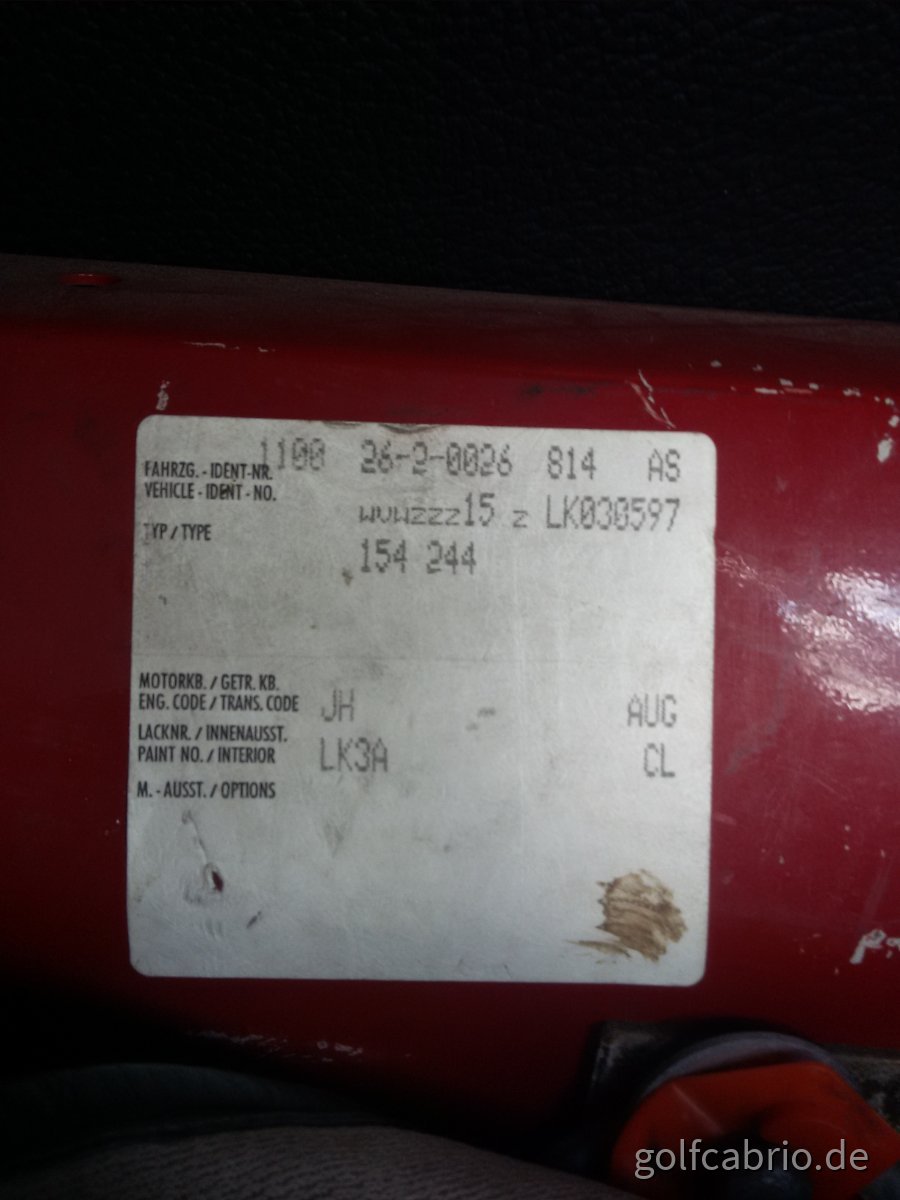 1100 26-2-0026 814 AS
FAHRZG. - IDENT-NR.
VEHICLE - IDENT - NO. WVWZZZ15 Z LK030597
TYP / TYPE 154 244
MOTORKB. / GETR. KB.
ENG. CODE / TRANS. CODE JH - AUG
LACKNR. / INNENAUSST.
PAINT NO. / INTERIOR LK3A CL
M. - AUSST. / OPTIONS
golfcabrio.de